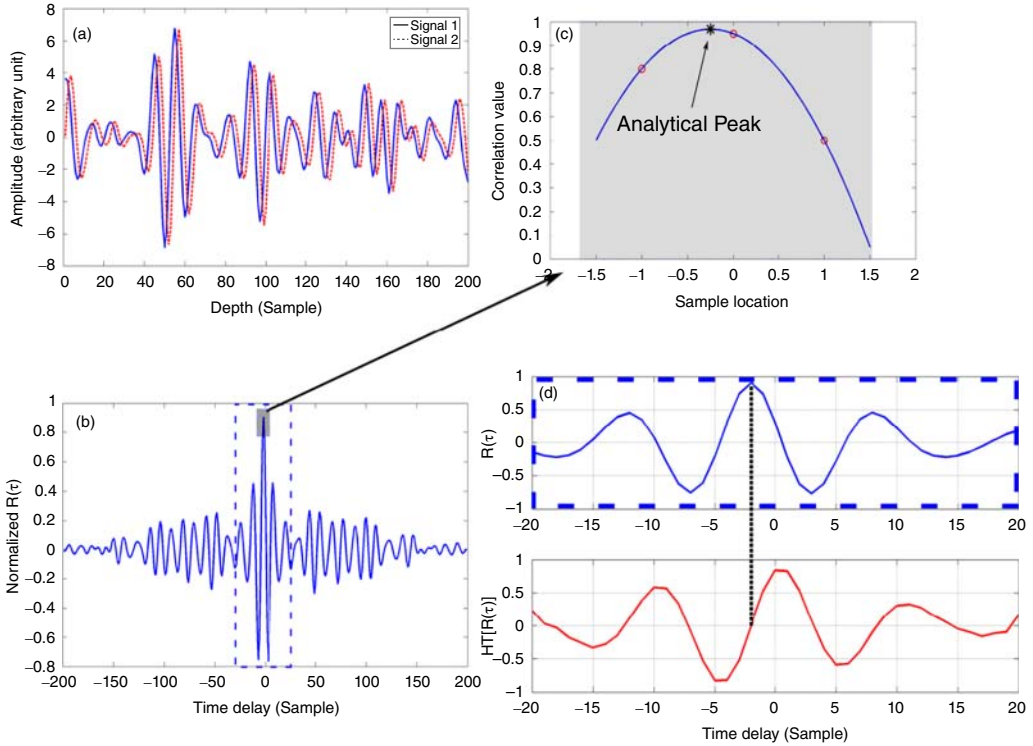 (a)
Signal 1
Signal 2
8
6
4
2
0
−2
−4
−6
−8
Amplitude (arbitrary unit)
0 20 40 60 80 100 120 140 160 180 200
Depth (Sample)
(c)
Analytical Peak
1
0.9
0.8
0.7
0.6
0.5
0.4
0.3
0.2
0.1
0
Correlation value
−2 −1.5 −1 −0.5 0 0.5 1 1.5 2
Sample location
(b)
1
0.8
0.6
0.4
0.2
0
−0.2
−0.4
−0.6
−0.8
Normalized R(τ)
−200 −150 −100 −50 0 50 100 150 200
Time delay (Sample)
(d)
1
0.5
0
−0.5
−1
R(τ)
−20 −15 −10 −5 0 5 10 15 20
1
0.5
0
−0.5
−1
HT[R(τ)]
−20 −15 −10 −5 0 5 10 15 20
Time delay (Sample)